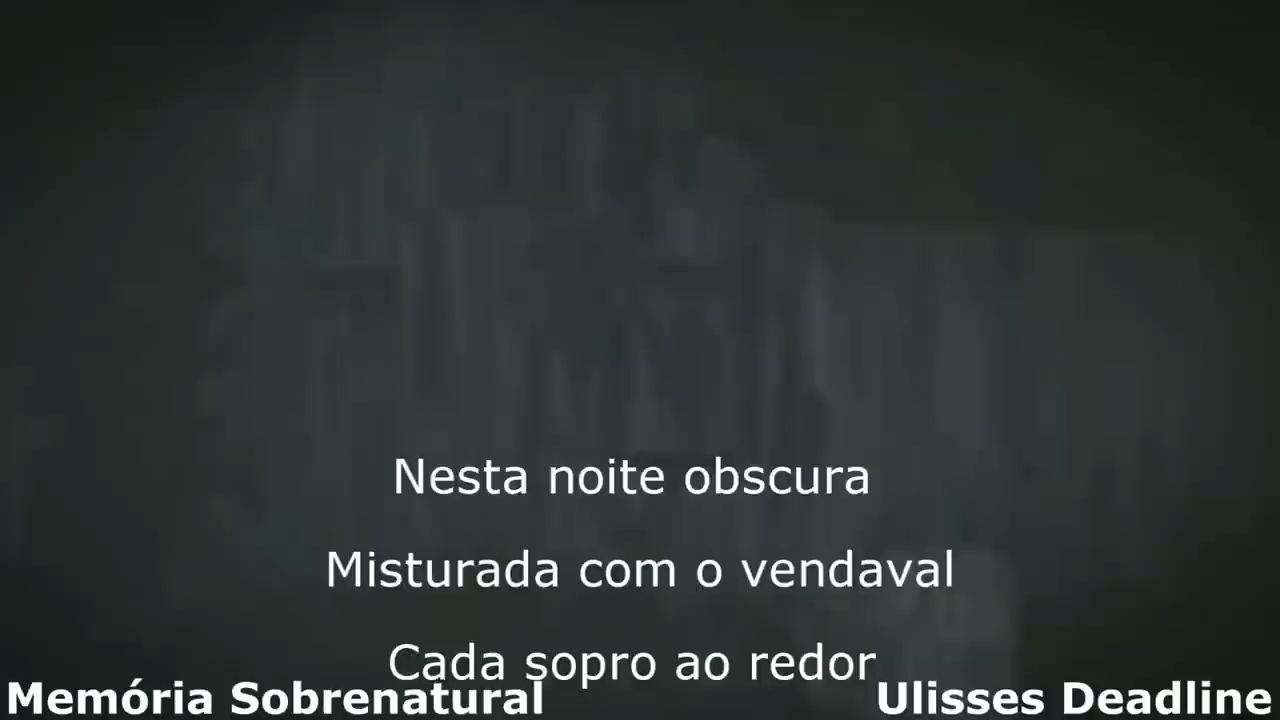 Nesta noite obscura
Misturada com o vendaval
Cada sopro ao redor
Memória Sobrenatural
Ulisses Deadline